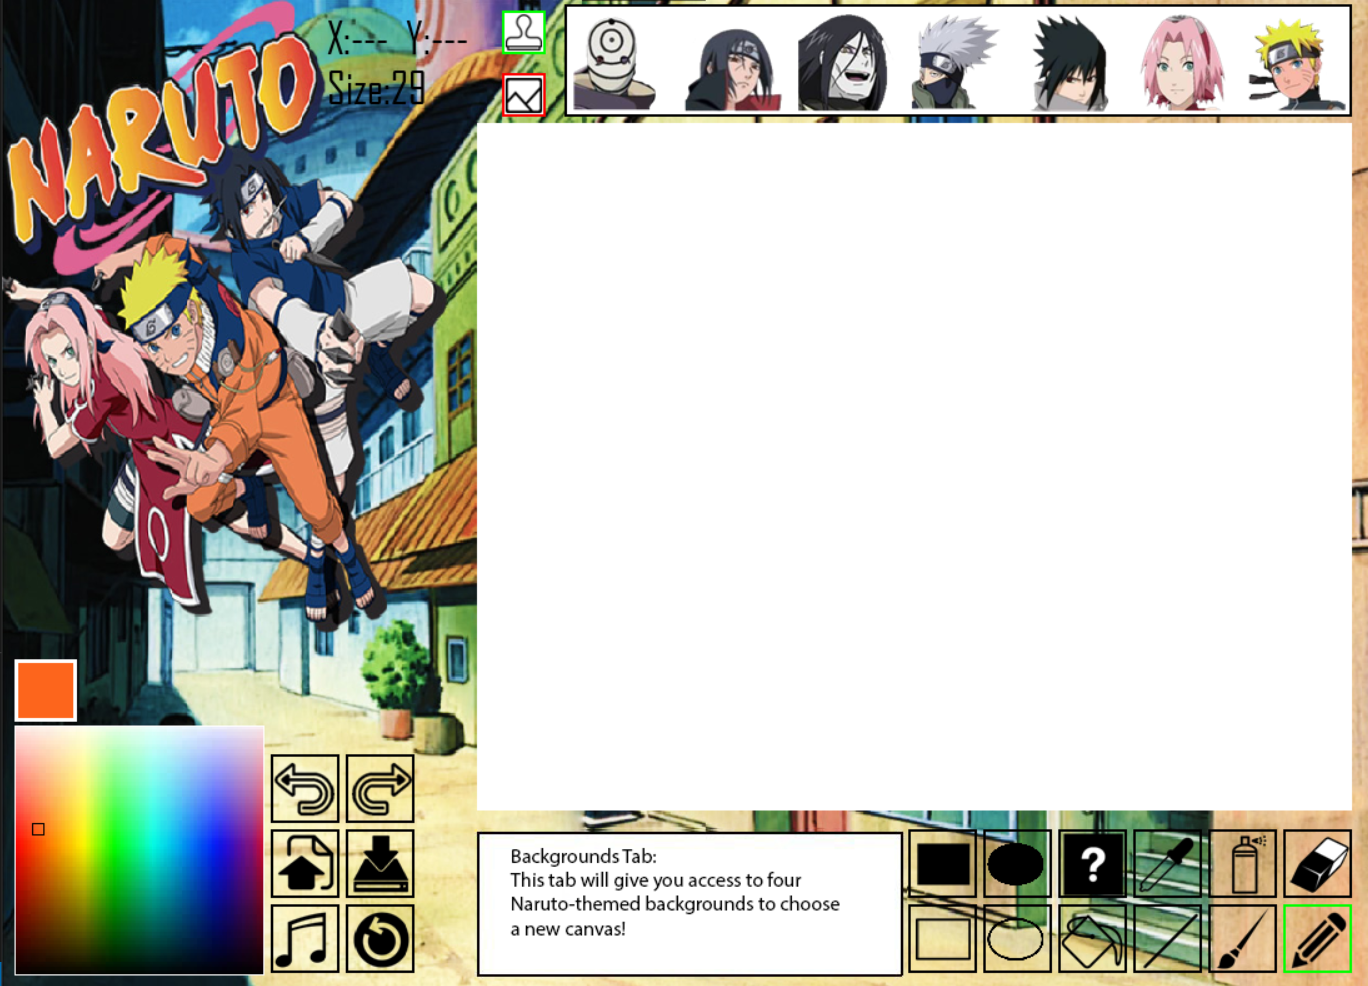 NARUTO
X:--- Y:---
Size:29
?
Backgrounds Tab:
This tab will give you access to four
Naruto-themed backgrounds to choose
a new canvas!